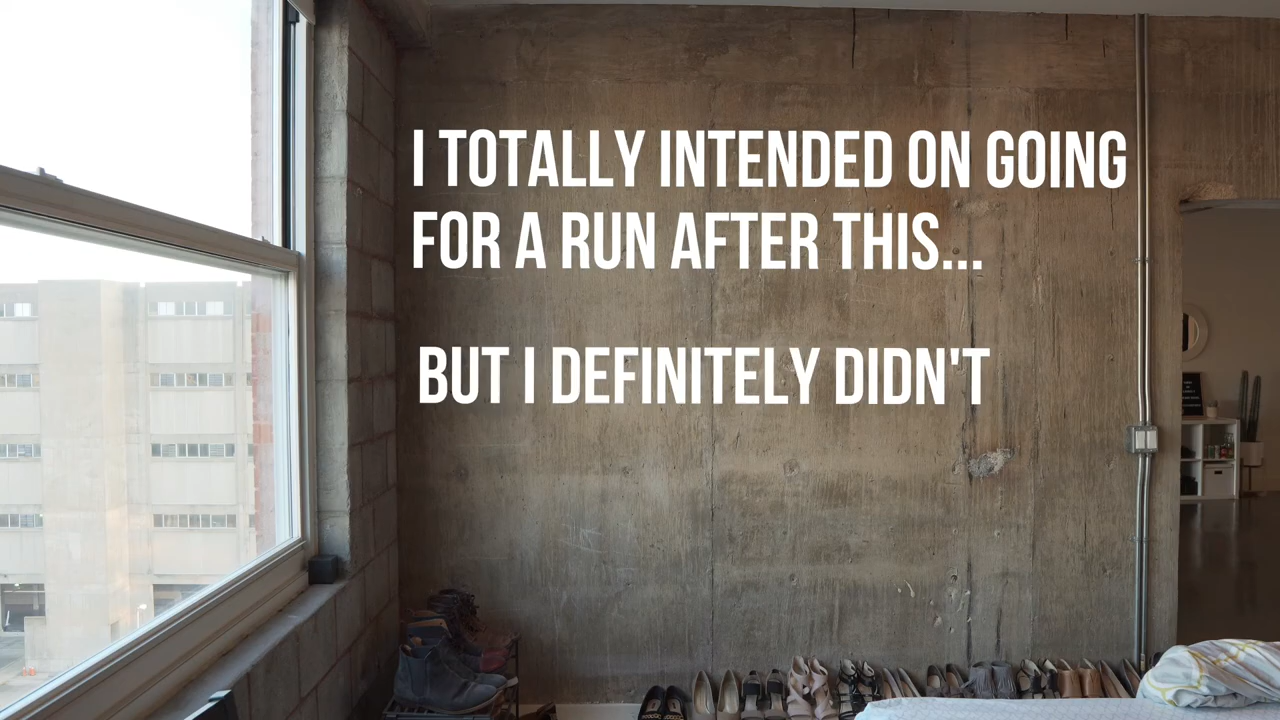 I TOTALLY INTENDED ON GOING
FOR A RUN AFTER THIS...
BUT I DEFINITELY DIDN'T